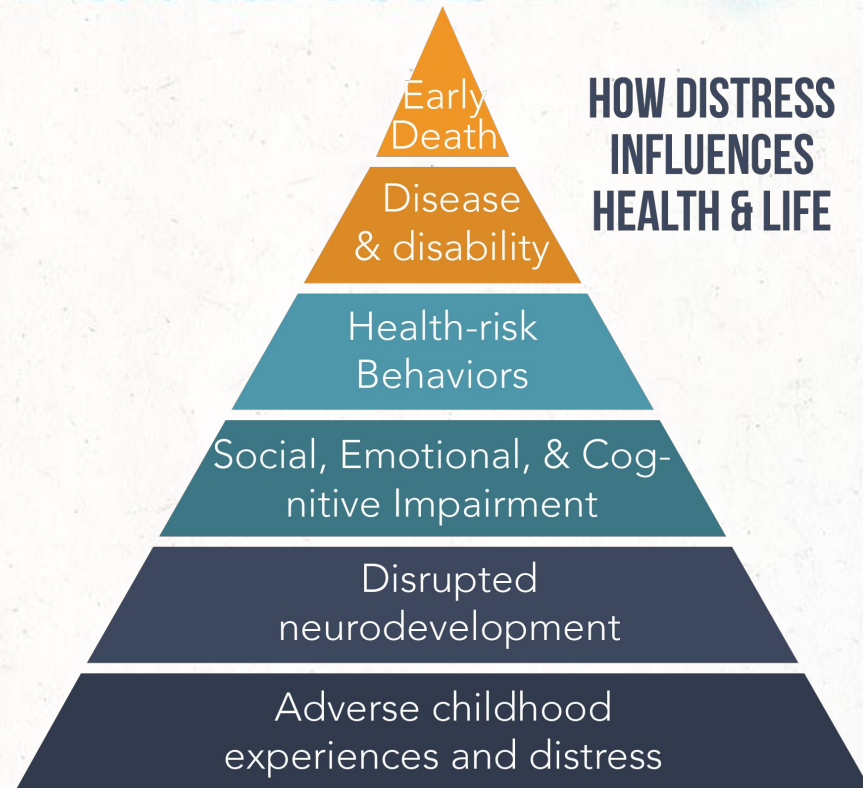 Early
Death
HOW DISTRESS
INFLUENCES
HEALTH & LIFE
Disease
& disability
Health-risk
Behaviors
Social, Emotional, & Cog-
nitive Impairment
Disrupted
neurodevelopment
Adverse childhood
experiences and distress